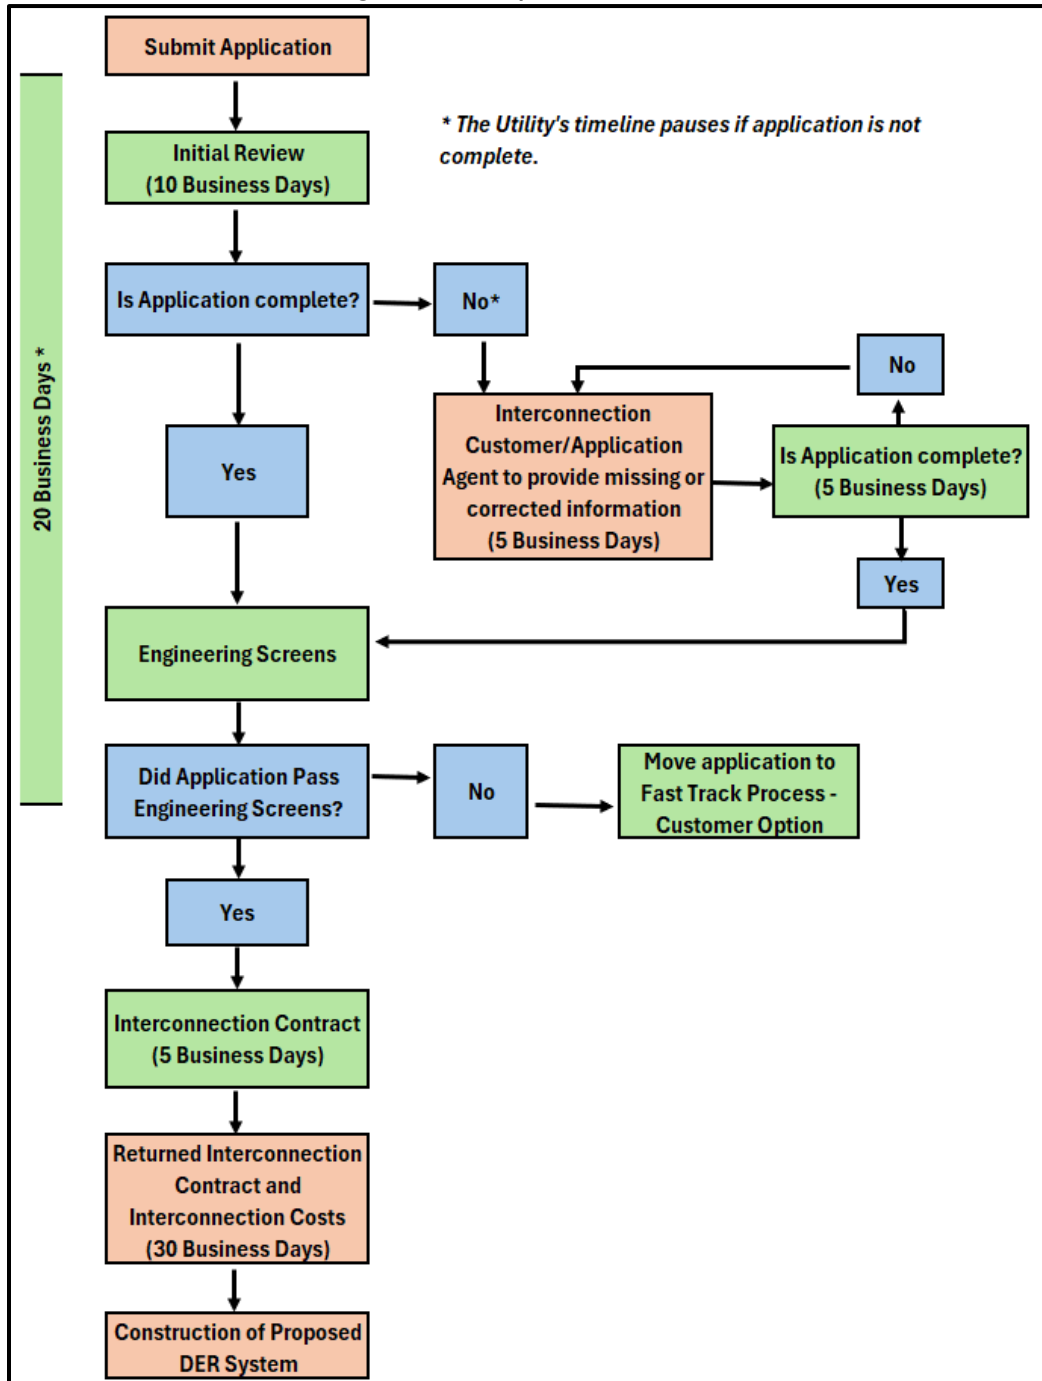 Submit Application
* The Utility's timeline pauses if application is not
complete.
Initial Review
(10 Business Days)
Is Application complete?
No*
20 Business Days *
No
Interconnection
Customer/Application
Agent to provide missing or
corrected information
(5 Business Days)
Is Application complete?
(5 Business Days)
Yes
Yes
Engineering Screens
Did Application Pass
Engineering Screens?
No
Move application to
Fast Track Process -
Customer Option
Yes
Interconnection Contract
(5 Business Days)
Returned Interconnection
Contract and
Interconnection Costs
(30 Business Days)
Construction of Proposed
DER System